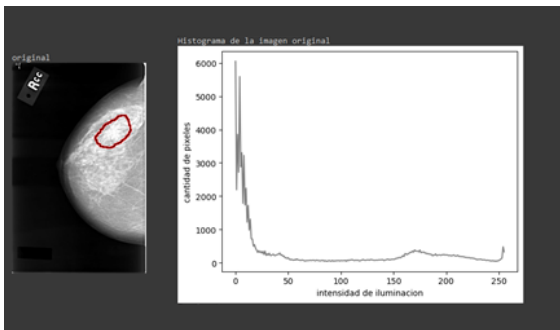 Histograma de la imagen original
original
Rcc
6000
5000
4000
3000
2000
1000
0
cantidad de pixeles
0 50 100 150 200 250
intensidad de iluminacion